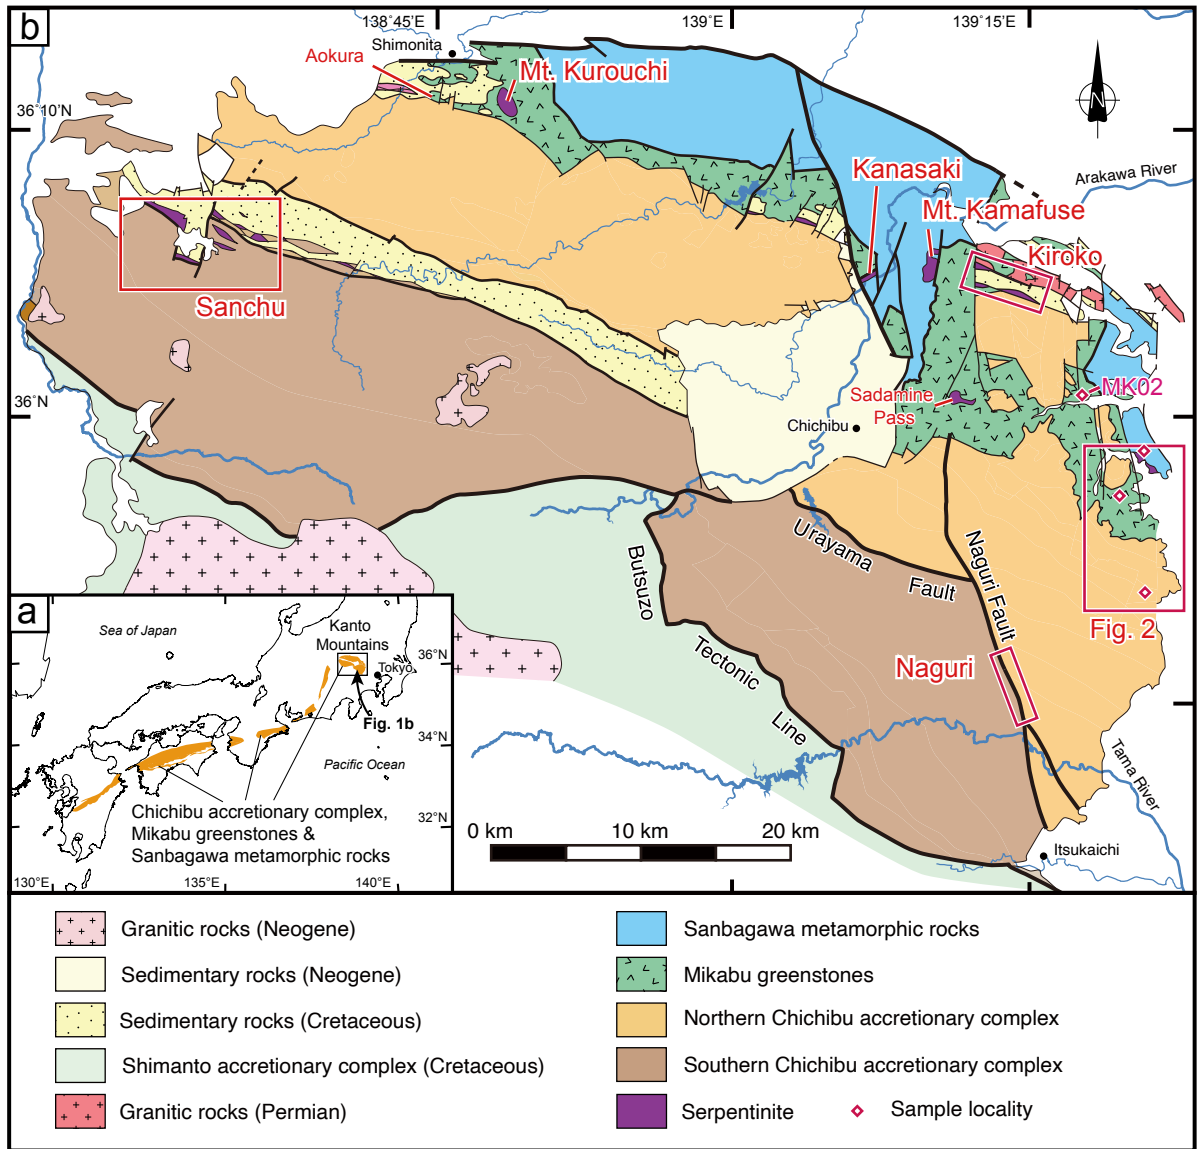 b
138°45'E
139°E
139°15'E
Shimonita
Aokura
Mt. Kurouchi
36°10'N
N
Kanasaki
Arakawa River
Mt. Kamafuse
Kiroko
Sanchu
36°N
MK02
Sadamine
Pass
Chichibu
Urayama
Fault
Naguri Fault
Butsuzo
Tectonic
Line
Fig. 2
Naguri
Tama River
Itsukaichi
0 km
10 km
20 km
a
Sea of Japan
Kanto
Mountains
36°N
Tokyo
Fig. 1b
34°N
Pacific Ocean
Chichibu accretionary complex,
Mikabu greenstones &
Sanbagawa metamorphic rocks
32°N
130°E
135°E
140°E
Granitic rocks (Neogene)
Sedimentary rocks (Neogene)
Sedimentary rocks (Cretaceous)
Shimanto accretionary complex (Cretaceous)
Granitic rocks (Permian)
Sanbagawa metamorphic rocks
Mikabu greenstones
Northern Chichibu accretionary complex
Southern Chichibu accretionary complex
Serpentinite
Sample locality